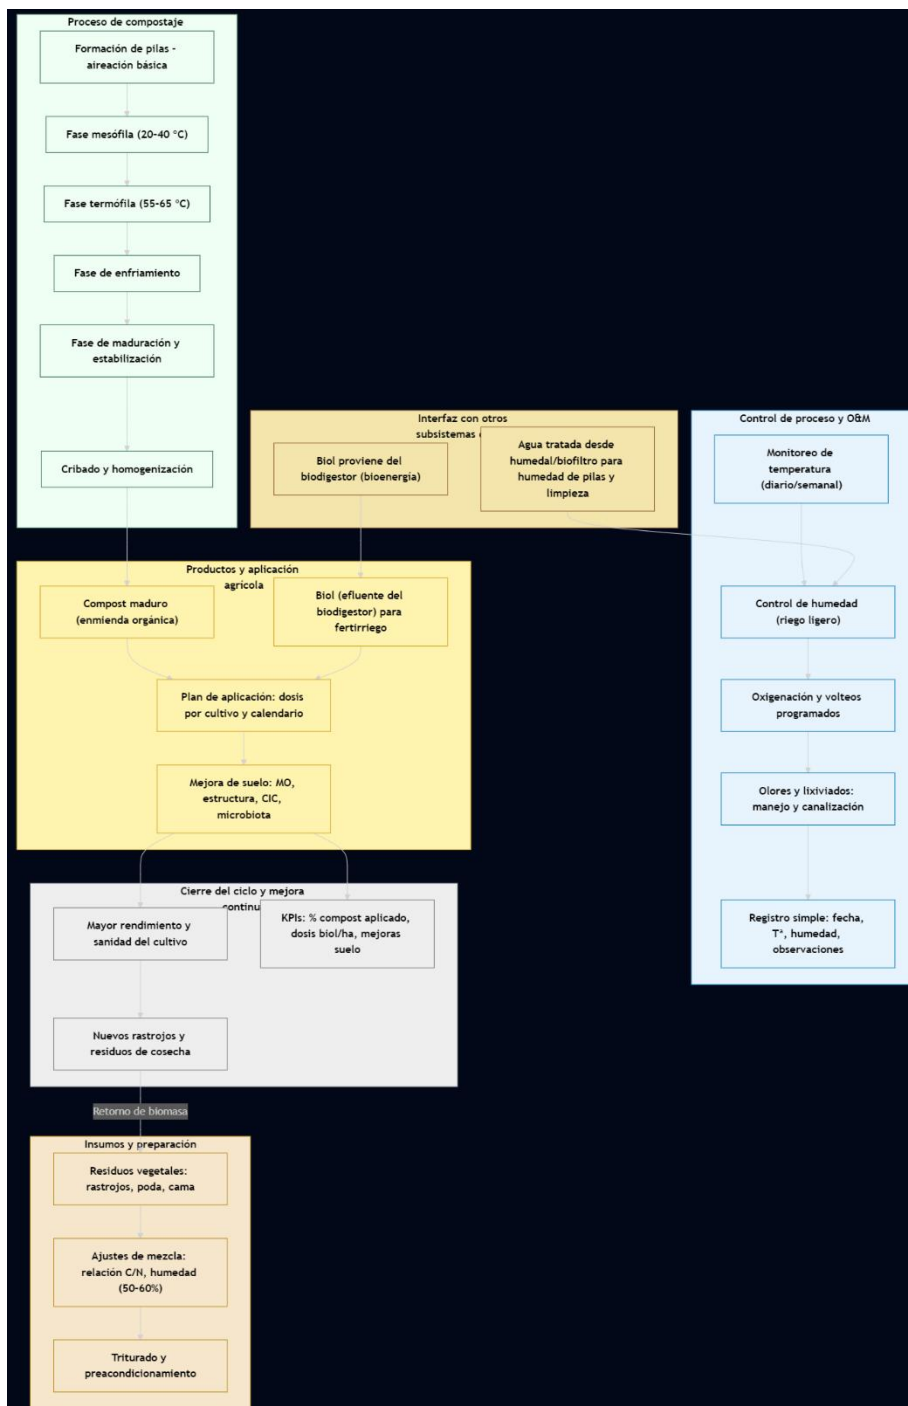 Proceso de compostaje
Formación de pilas -
aireación básica
Fase mesófila (20-40 °C)
Fase termófila (55-65 °C)
Fase de enfriamiento
Fase de maduración y
estabilización
Cribado y homogenización
Interfaz con otros
subsistemas
Biol proviene del
biodigestor (bioenergía)
Agua tratada desde
humedal/biofiltro para
humedad de pilas y
limpieza
Control de proceso y O&M
Monitoreo de
temperatura
(diario/semanal)
Control de humedad
(riego ligero)
Oxigenación y volteos
programados
Olores y lixiviados:
manejo y canalización
Registro simple: fecha,
T°, humedad,
observaciones
Productos y aplicación
agrícola
Compost maduro
(enmienda orgánica)
Biol (efluente del
biodigestor) para
fertirriego
Plan de aplicación: dosis
por cultivo y calendario
Mejora de suelo: MO,
estructura, CIC,
microbiota
Cierre del ciclo y mejora
continu
Mayor rendimiento y
sanidad del cultivo
KPIs: % compost aplicado,
dosis biol/ha, mejoras
suelo
Nuevos rastrojos y
residuos de cosecha
Retorno de biomasa
Insumos y preparación
Residuos vegetales:
rastrojos, poda, cama
Ajustes de mezcla:
relación C/N, humedad
(50-60%)
Triturado y
preacondicionamiento